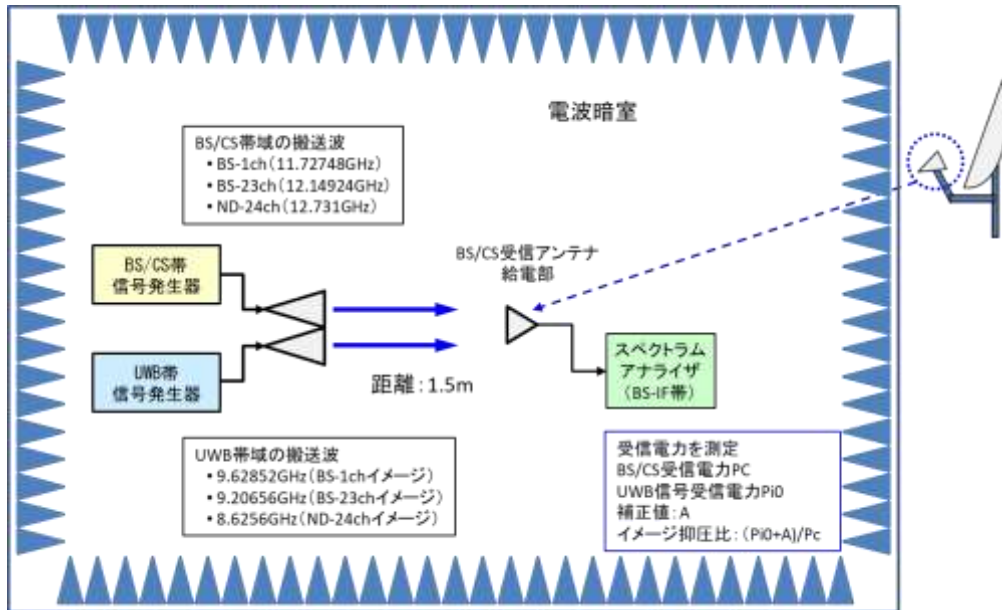 電波暗室
BS/CS帯域の搬送波
• BS-1ch(11.72748GHz)
• BS-23ch(12.14924GHz)
• ND-24ch(12.731GHz)
BS/CS受信アンテナ
給電部
BS/CS帯
信号発生器
UWB帯
信号発生器
距離:1.5m
スペクトラム
アナライザ
(BS-IF帯)
UWB帯域の搬送波
• 9.62852GHz(BS-1chイメージ)
• 9.20656GHz(BS-23chイメージ)
• 8.6256GHz(ND-24chイメージ)
受信電力を測定
BS/CS受信電力PC
UWB信号受信電力Pi0
補正値:A
イメージ抑圧比:(Pi0+A)/Pc